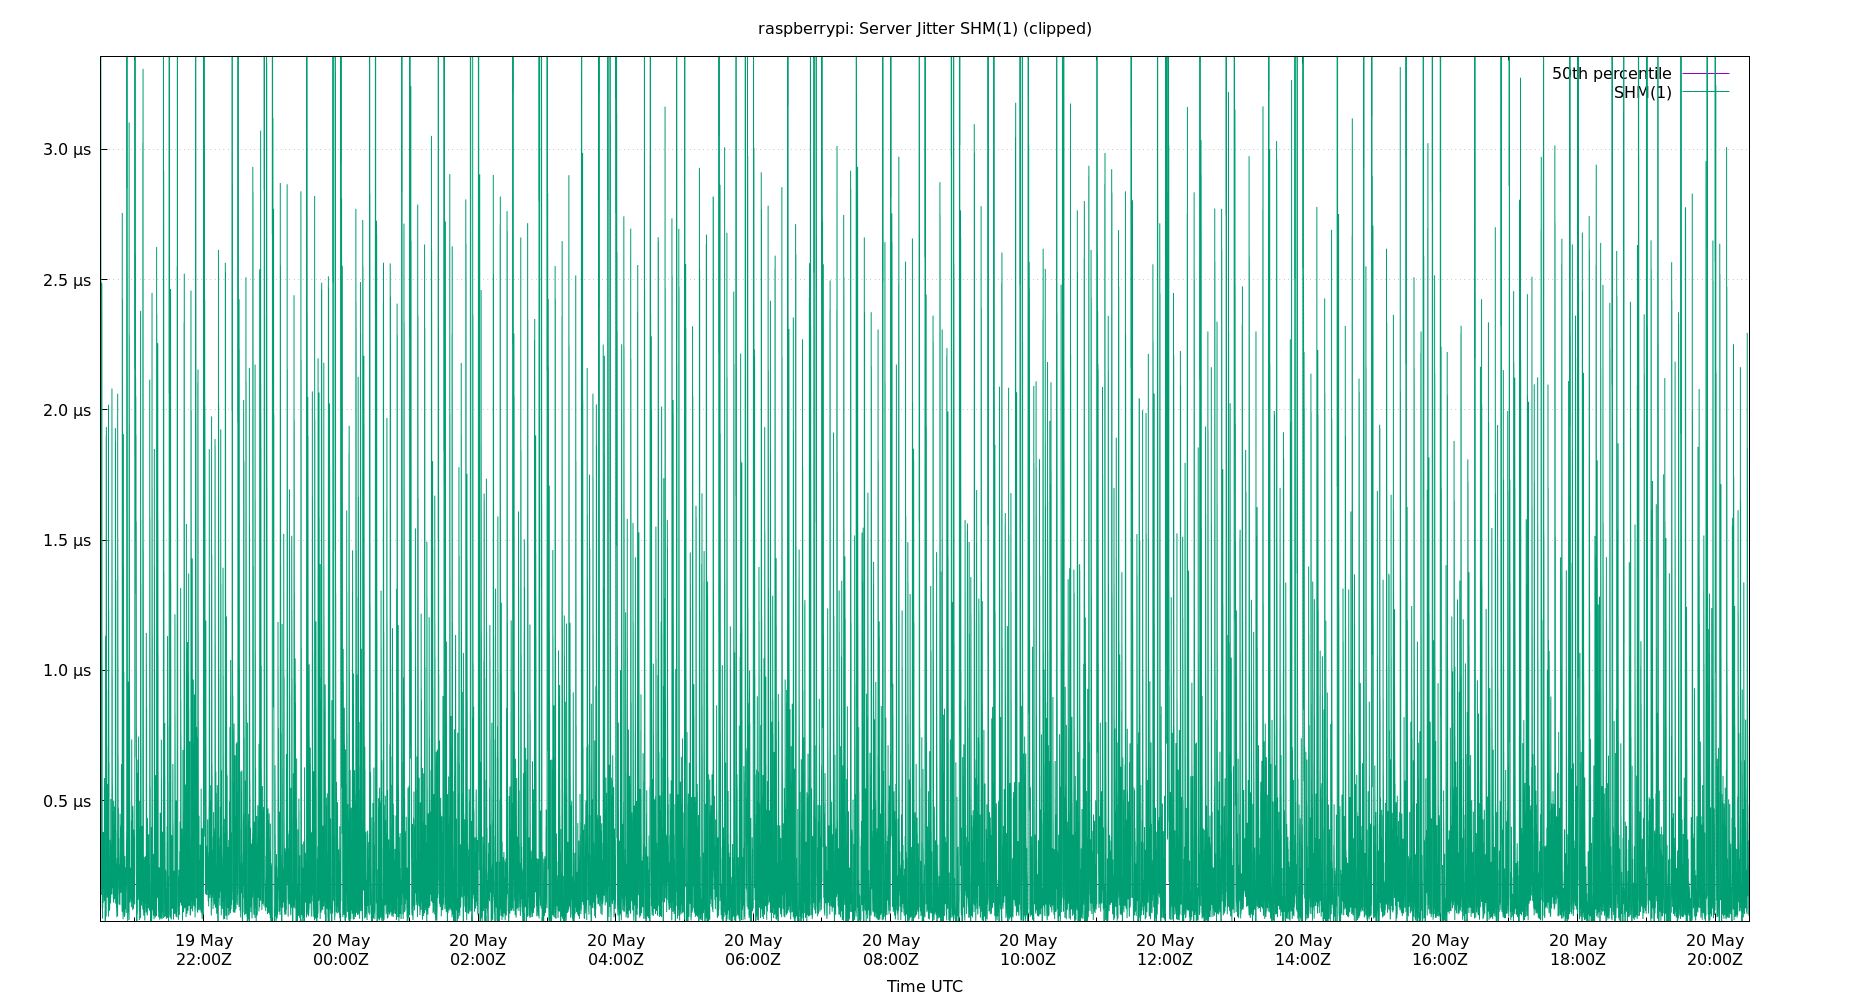 raspberrypi: Server Jitter SHM(1) (clipped)
50th percentile
SHM(1)
3.0 μs
2.5 μs
2.0 μs
1.5 μs
1.0 μs
0.5 μs
19 May 20 May 20 May 20 May 20 May 20 May 20 May 20 May 20 May 20 May 20 May 20 May
22:00Z 00:00Z 02:00Z 04:00Z 06:00Z 08:00Z 10:00Z 12:00Z 14:00Z 16:00Z 18:00Z 20:00Z
Time UTC